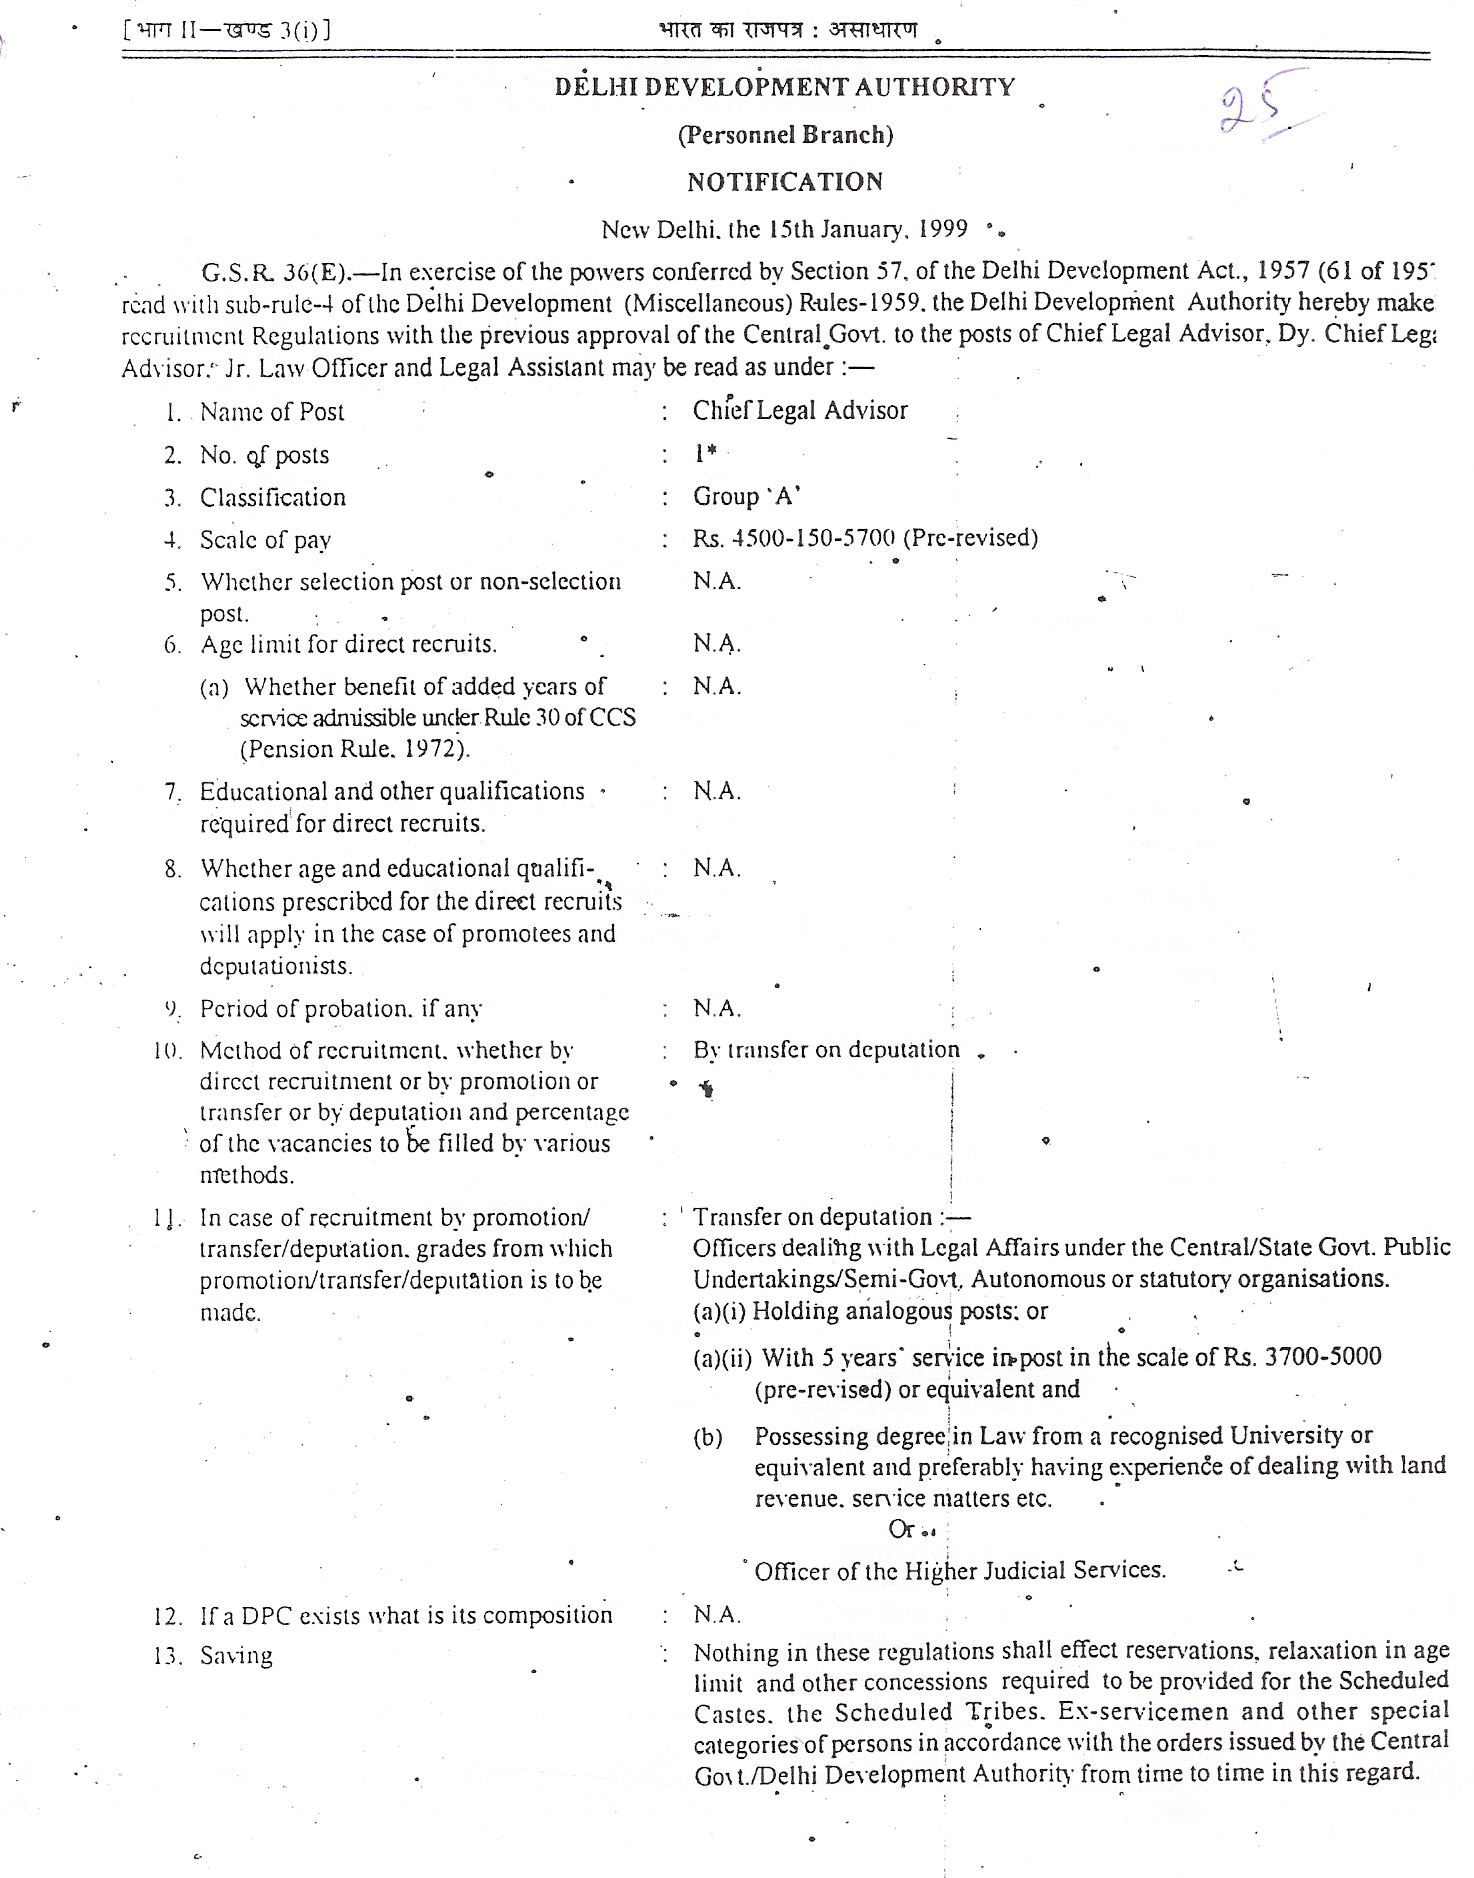 [ भाग II—खण्ड 3(i) ] भारत का राजपत्र : असाधारण
25
DELHI DEVELOPMENT AUTHORITY
(Personnel Branch)
NOTIFICATION
New Delhi, the 15th January, 1999
G.S.R. 36(E).—In exercise of the powers conferred by Section 57, of the Delhi Development Act., 1957 (61 of 195
read with sub-rule-4 of the Delhi Development (Miscellaneous) Rules-1959, the Delhi Development Authority hereby make
recruitment Regulations with the previous approval of the Central Govt. to the posts of Chief Legal Advisor, Dy. Chief Leg
Advisor, Jr. Law Officer and Legal Assistant may be read as under :—
1. Name of Post : Chief Legal Advisor
2. No. of posts : 1*
3. Classification : Group 'A'
4. Scale of pay : Rs. 4500-150-5700 (Pre-revised)
5. Whether selection post or non-selection N.A.
post.
6. Age limit for direct recruits. N.A.
(a) Whether benefit of added years of : N.A.
service admissible under Rule 30 of CCS
(Pension Rule, 1972).
7. Educational and other qualifications : N.A.
required for direct recruits.
8. Whether age and educational qualifi- : N.A.
cations prescribed for the direct recruits
will apply in the case of promotees and
deputationists.
9. Period of probation, if any : N.A.
10. Method of recruitment, whether by : By transfer on deputation
direct recruitment or by promotion or
transfer or by deputation and percentage
of the vacancies to be filled by various
methods.
11. In case of recruitment by promotion/ : Transfer on deputation :—
transfer/deputation, grades from which Officers dealing with Legal Affairs under the Central/State Govt. Public
promotion/transfer/deputation is to be Undertakings/Semi-Govt, Autonomous or statutory organisations.
made. (a)(i) Holding analogous posts; or
(a)(ii) With 5 years' service in post in the scale of Rs. 3700-5000
(pre-revised) or equivalent and
(b) Possessing degree in Law from a recognised University or
equivalent and preferably having experience of dealing with land
revenue, service matters etc.
Or
Officer of the Higher Judicial Services.
12. If a DPC exists what is its composition : N.A.
13. Saving : Nothing in these regulations shall effect reservations, relaxation in age
limit and other concessions required to be provided for the Scheduled
Castes, the Scheduled Tribes, Ex-servicemen and other special
categories of persons in accordance with the orders issued by the Central
Govt./Delhi Development Authority from time to time in this regard.